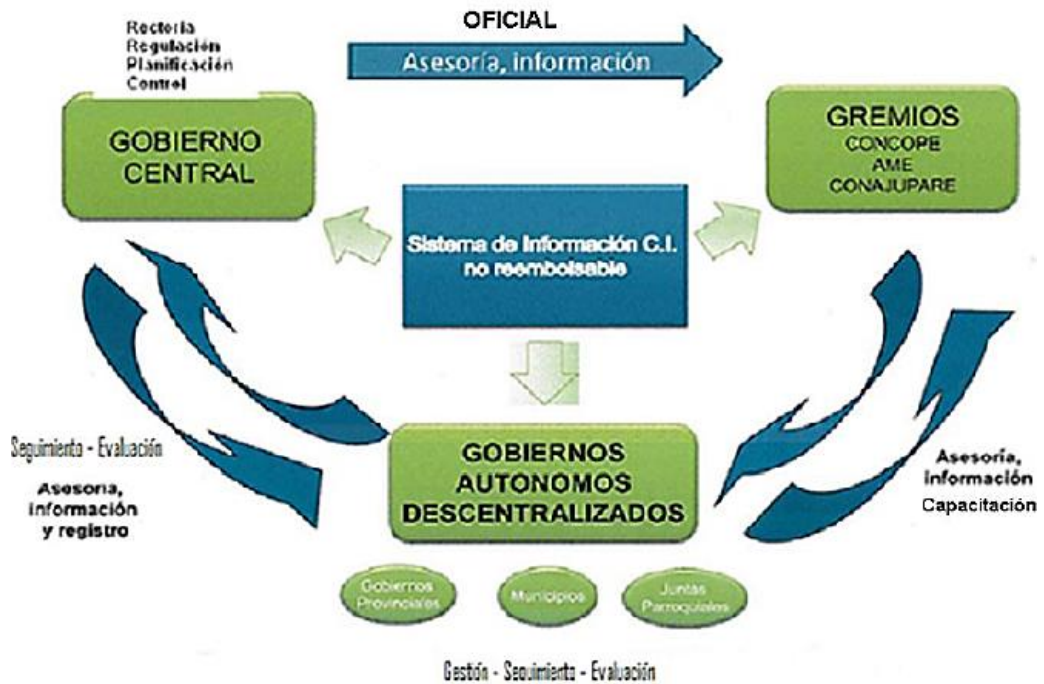 OFICIAL
Rectoría
Regulación
Planificación
Control
Asesoría, información
GOBIERNO
CENTRAL
GREMIOS
CONCOPE
AME
CONAJUPARE
Sistema de Información C.I.
no reembolsable
Seguimiento - Evaluación
Asesoría,
información
y registro
GOBIERNOS
AUTONOMOS
DESCENTRALIZADOS
Asesoría,
información
Capacitación
Gobiernos
Provinciales
Municipios
Juntas
Parroquiales
Gestión - Seguimiento - Evaluación